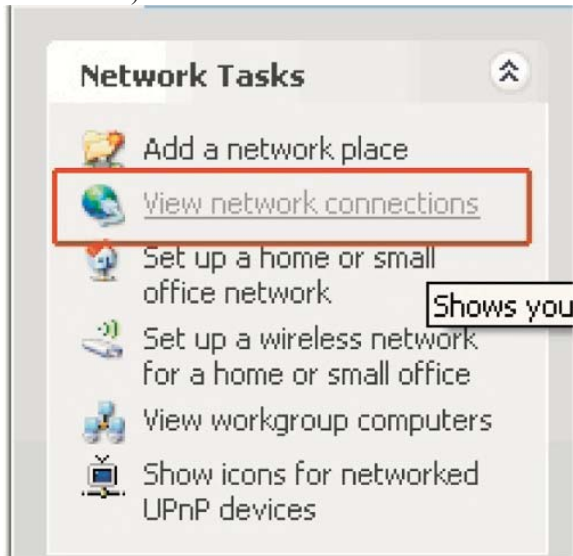 Network Tasks
Add a network place
View network connections
Set up a home or small
office network
Shows you
Set up a wireless network
for a home or small office
View workgroup computers
Show icons for networked
UPnP devices